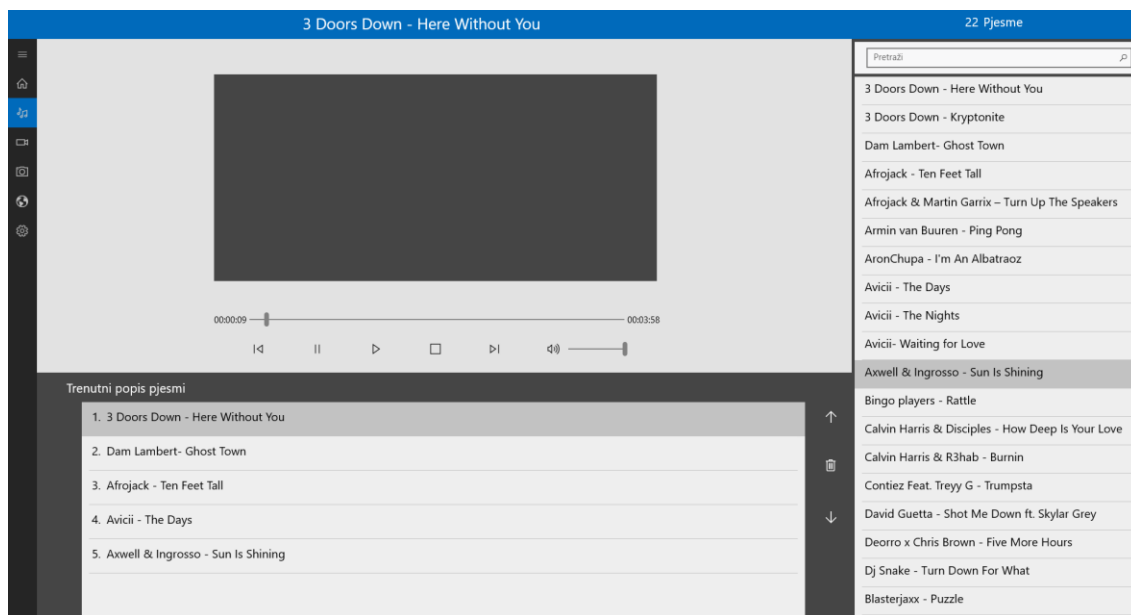 3 Doors Down - Here Without You
22 Pjesme
00:00:09
00:03:58
Trenutni popis pjesmi
1. 3 Doors Down - Here Without You
2. Dam Lambert- Ghost Town
3. Afrojack - Ten Feet Tall
4. Avicii - The Days
5. Axwell & Ingrosso - Sun Is Shining
Pretraži
3 Doors Down - Here Without You
3 Doors Down - Kryptonite
Dam Lambert- Ghost Town
Afrojack - Ten Feet Tall
Afrojack & Martin Garrix – Turn Up The Speakers
Armin van Buuren - Ping Pong
AronChupa - I'm An Albatraoz
Avicii - The Days
Avicii - The Nights
Avicii- Waiting for Love
Axwell & Ingrosso - Sun Is Shining
Bingo players - Rattle
Calvin Harris & Disciples - How Deep Is Your Love
Calvin Harris & R3hab - Burnin
Contiez Feat. Treyy G - Trumpsta
David Guetta - Shot Me Down ft. Skylar Grey
Deorro x Chris Brown - Five More Hours
Dj Snake - Turn Down For What
Blasterjaxx - Puzzle